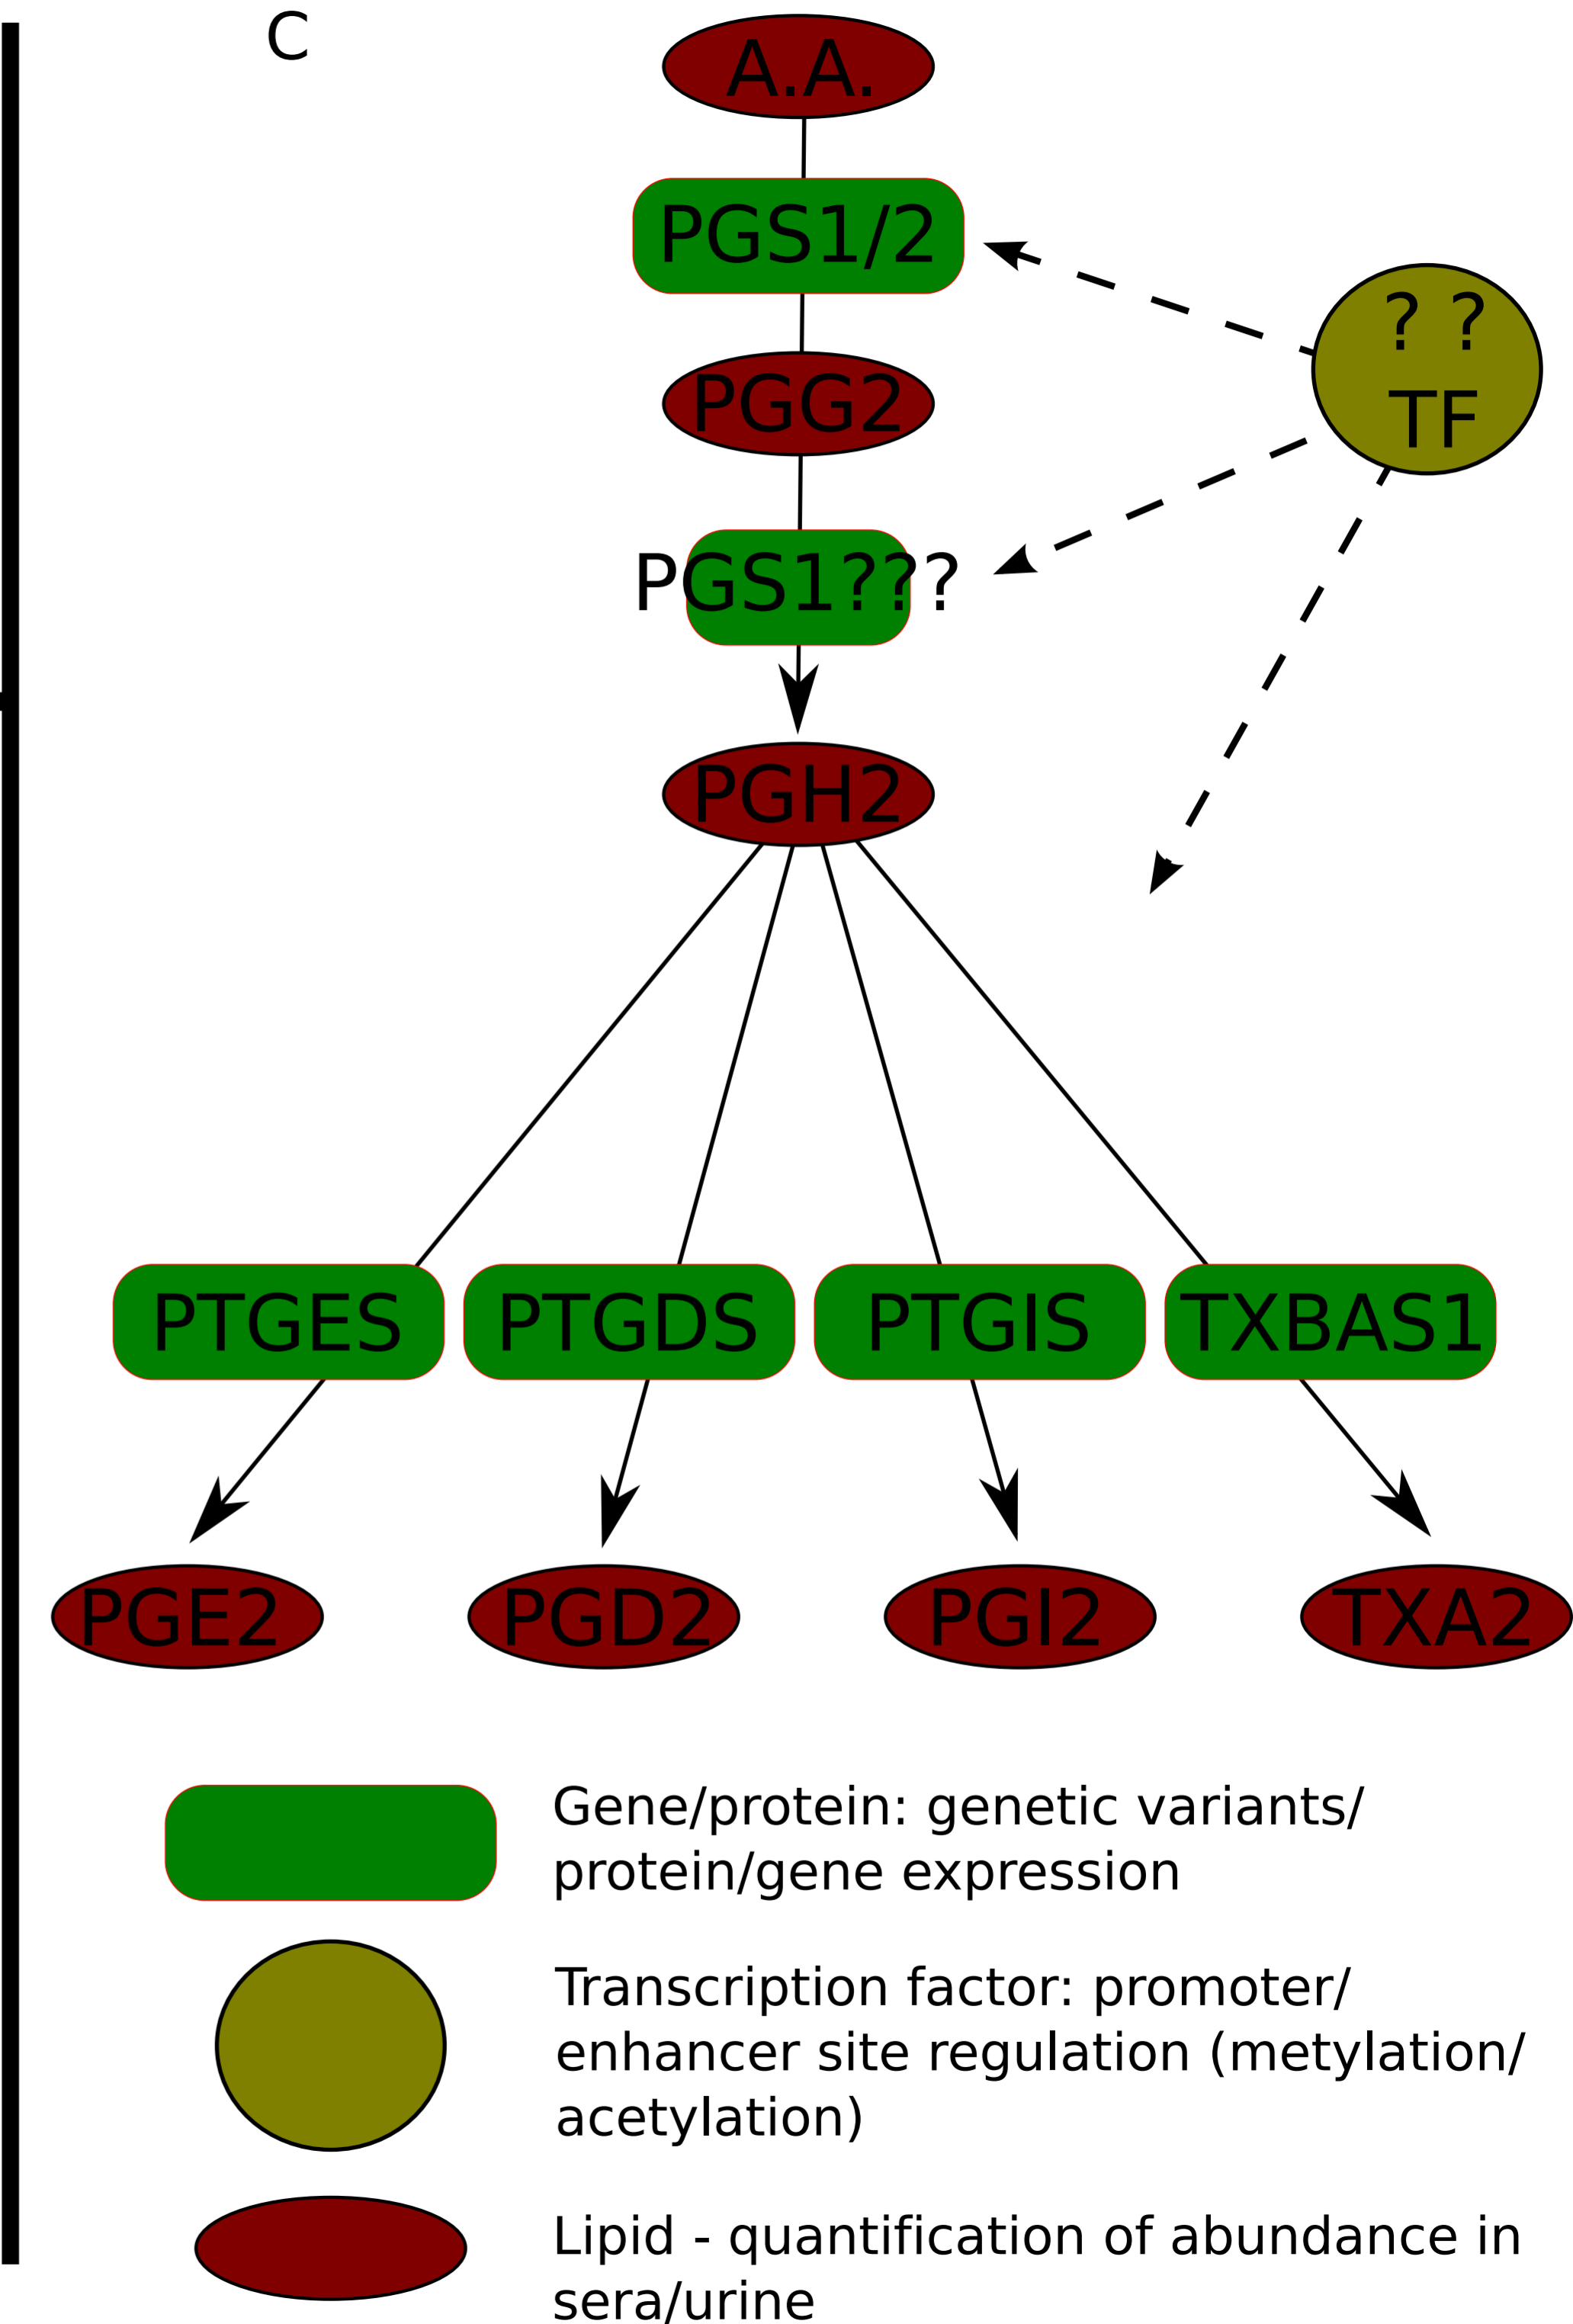 C
A.A.
PGS1/2
? ?
TF
PGG2
PGS1???
PGH2
PTGES
PTGDS
PTGIS
TXBAS1
PGE2
PGD2
PGI2
TXA2
Gene/protein: genetic variants/
protein/gene expression
Transcription factor: promoter/
enhancer site regulation (metylation/
acetylation)
Lipid - quantification of abundance in
sera/urine